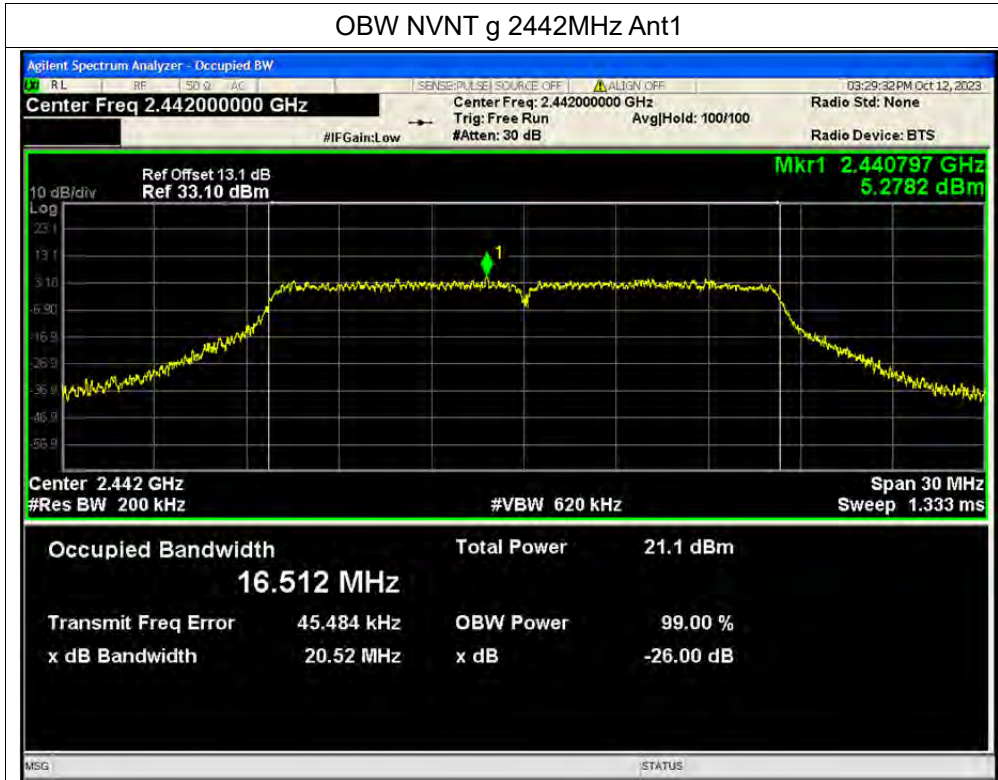 OBW NVNT g 2442MHz Ant1
Agilent Spectrum Analyzer - Occupied BW
RL RF 50 Ω AC SENSE:PULSE SOURCE OFF ALIGN OFF 03:29:32 PM Oct 12, 2023
Center Freq 2.442000000 GHz Center Freq: 2.442000000 GHz Radio Std: None
Trig: Free Run Avg|Hold: 100/100
#IFGain:Low #Atten: 30 dB Radio Device: BTS
Mkr1 2.440797 GHz
5.2782 dBm
Ref Offset 13.1 dB
10 dB/div Ref 33.10 dBm
Log
23.1
13.1
3.10
-6.90
-16.9
-26.9
-36.9
-46.9
-56.9
1
Center 2.442 GHz Span 30 MHz
#Res BW 200 kHz #VBW 620 kHz Sweep 1.333 ms
Occupied Bandwidth Total Power 21.1 dBm
16.512 MHz
Transmit Freq Error 45.484 kHz OBW Power 99.00 %
x dB Bandwidth 20.52 MHz x dB -26.00 dB
MSG STATUS